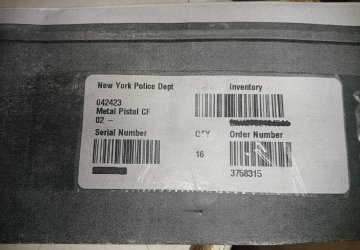 New York Police Dept Inventory
042423
Metal Pistol CF
02 --
Serial Number QTY Order Number
16
3758315